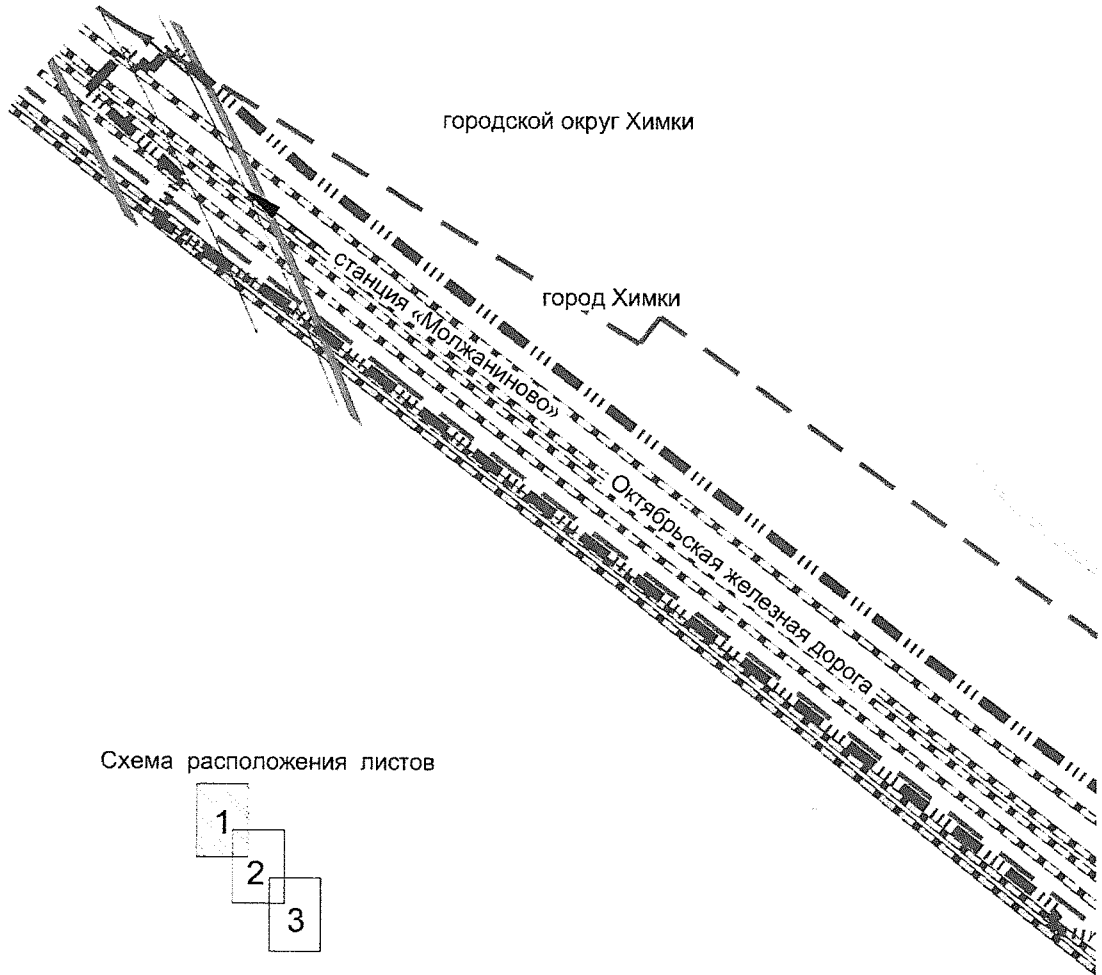 городской округ Химки
город Химки
станция «Молжаниново»
Октябрьская железная дорога
Схема расположения листов
1
2
3